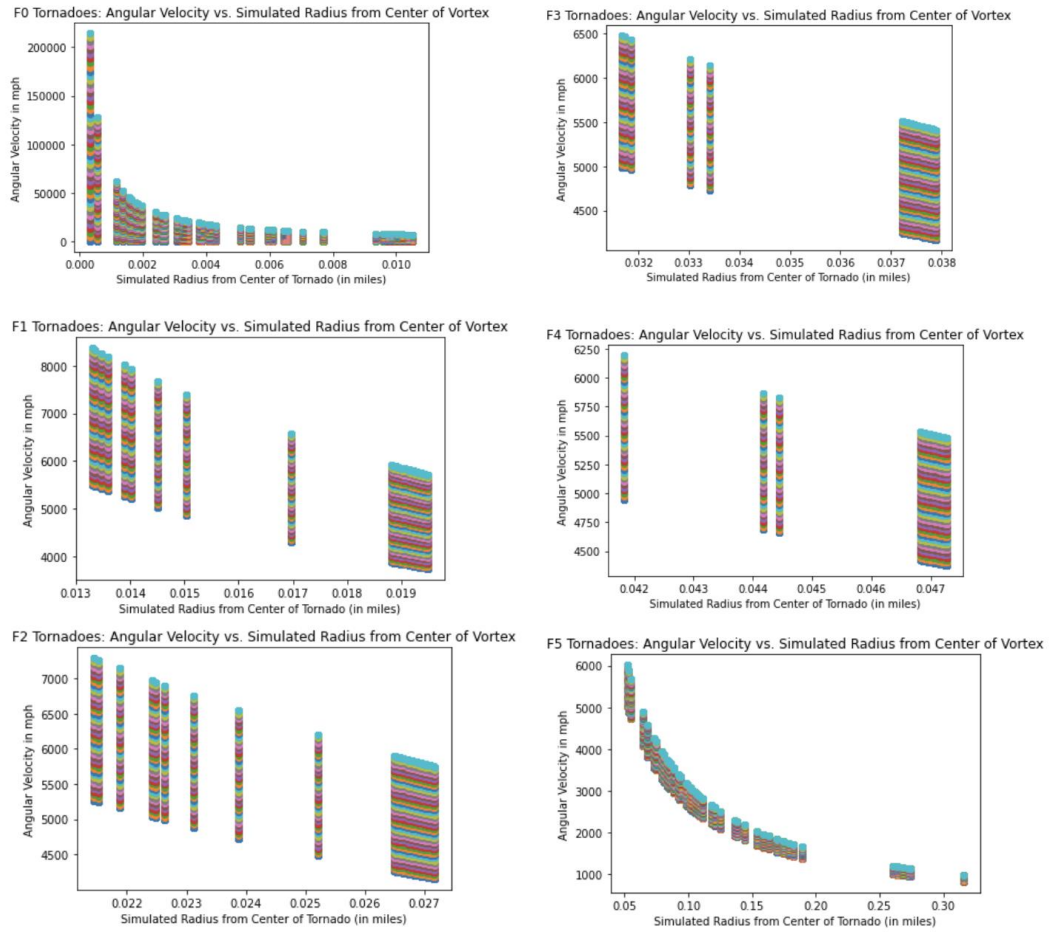 F0 Tornadoes: Angular Velocity vs. Simulated Radius from Center of Vortex
Angular Velocity in mph
200000
150000
100000
50000
0
0.000 0.002 0.004 0.006 0.008 0.010
Simulated Radius from Center of Tornado (in miles)
F3 Tornadoes: Angular Velocity vs. Simulated Radius from Center of Vortex
Angular Velocity in mph
6500
6000
5500
5000
4500
0.032 0.033 0.034 0.035 0.036 0.037 0.038
Simulated Radius from Center of Tornado (in miles)
F1 Tornadoes: Angular Velocity vs. Simulated Radius from Center of Vortex
Angular Velocity in mph
8000
7000
6000
5000
4000
0.013 0.014 0.015 0.016 0.017 0.018 0.019
Simulated Radius from Center of Tornado (in miles)
F4 Tornadoes: Angular Velocity vs. Simulated Radius from Center of Vortex
Angular Velocity in mph
6250
6000
5750
5500
5250
5000
4750
4500
0.042 0.043 0.044 0.045 0.046 0.047
Simulated Radius from Center of Tornado (in miles)
F2 Tornadoes: Angular Velocity vs. Simulated Radius from Center of Vortex
Angular Velocity in mph
7000
6500
6000
5500
5000
4500
0.022 0.023 0.024 0.025 0.026 0.027
Simulated Radius from Center of Tornado (in miles)
F5 Tornadoes: Angular Velocity vs. Simulated Radius from Center of Vortex
Angular Velocity in mph
6000
5000
4000
3000
2000
1000
0.05 0.10 0.15 0.20 0.25 0.30
Simulated Radius from Center of Tornado (in miles)